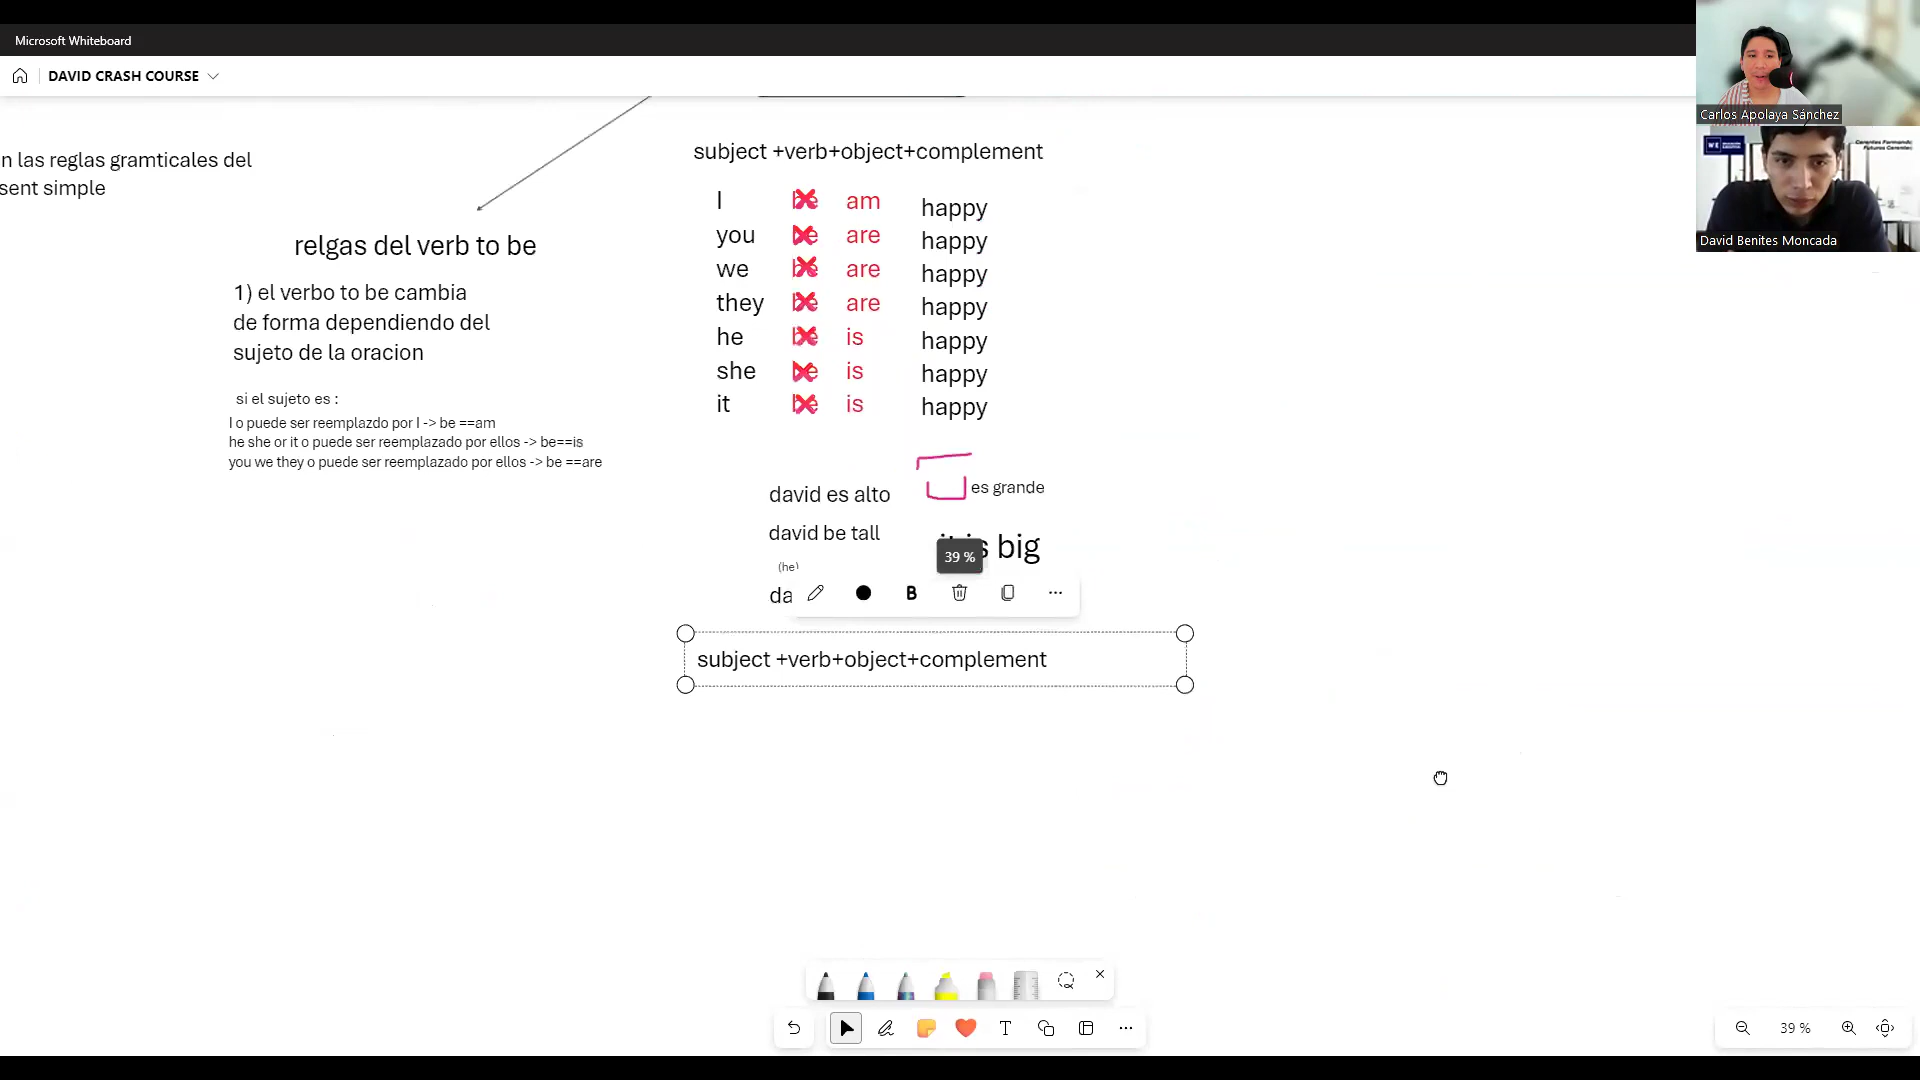 Microsoft Whiteboard
DAVID CRASH COURSE
Carlos Apolaya Sánchez
David Benites Moncada
n las reglas gramticales del
sent simple
relgas del verb to be
1) el verbo to be cambia
de forma dependiendo del
sujeto de la oracion
si el sujeto es :
I o puede ser reemplazdo por I -> be ==am
he she or it o puede ser reemplazado por ellos -> be==is
you we they o puede ser reemplazado por ellos -> be ==are
subject +verb+object+complement
I be am happy
you be are happy
we be are happy
they be are happy
he be is happy
she be is happy
it be is happy
david es alto
es grande
david be tall
is big
39 %
(he)
da
B
subject +verb+object+complement
T
39 %